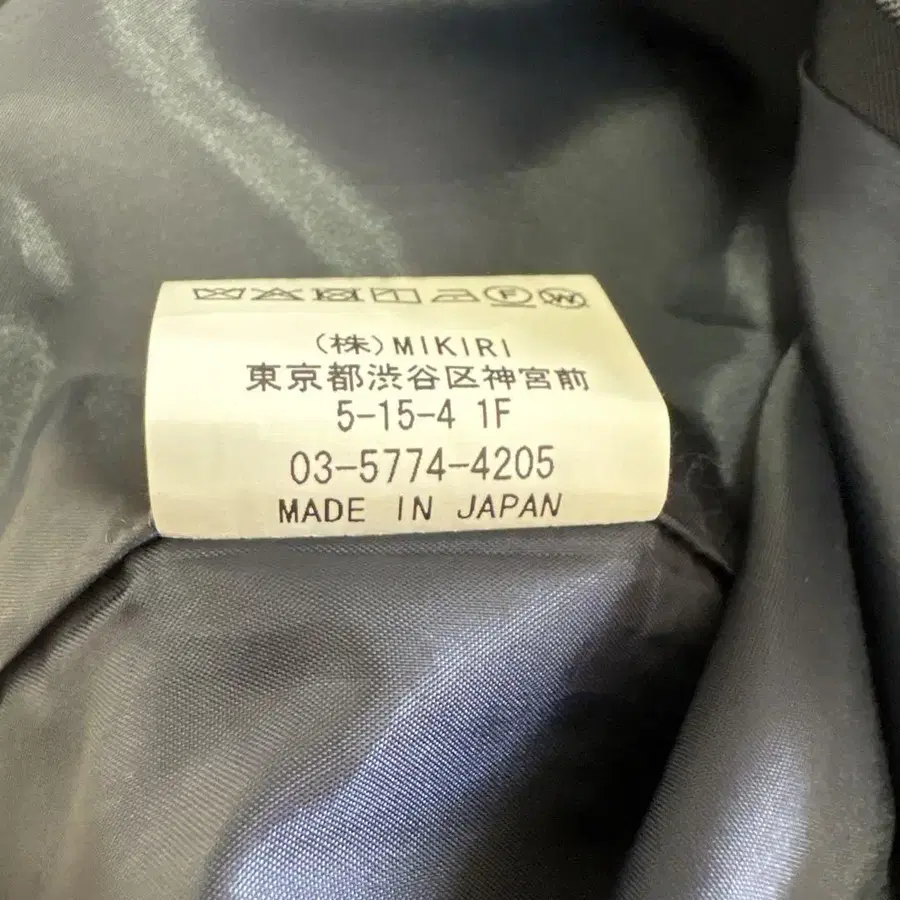 (株)MIKIRI
東京都渋谷区神宮前
5-15-4 1F
03-5774-4205
MADE IN JAPAN